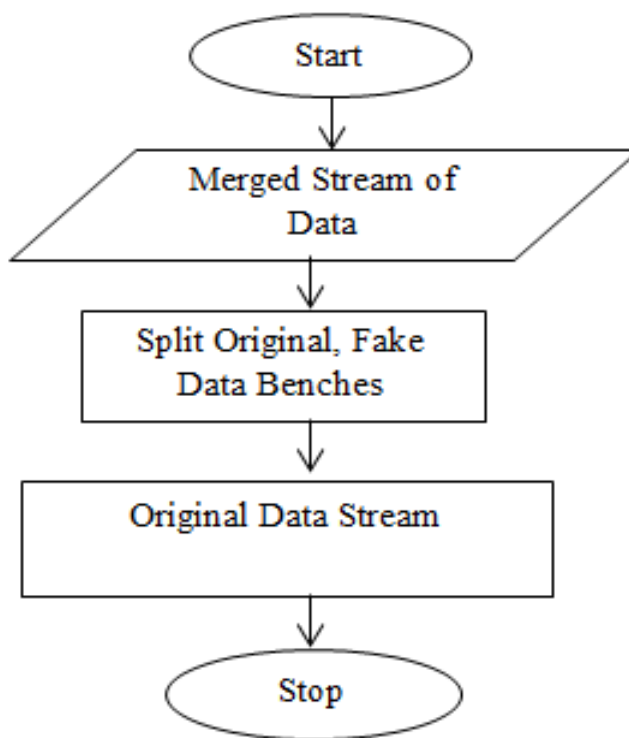 Start
Merged Stream of
Data
Split Original, Fake
Data Benches
Original Data Stream
Stop